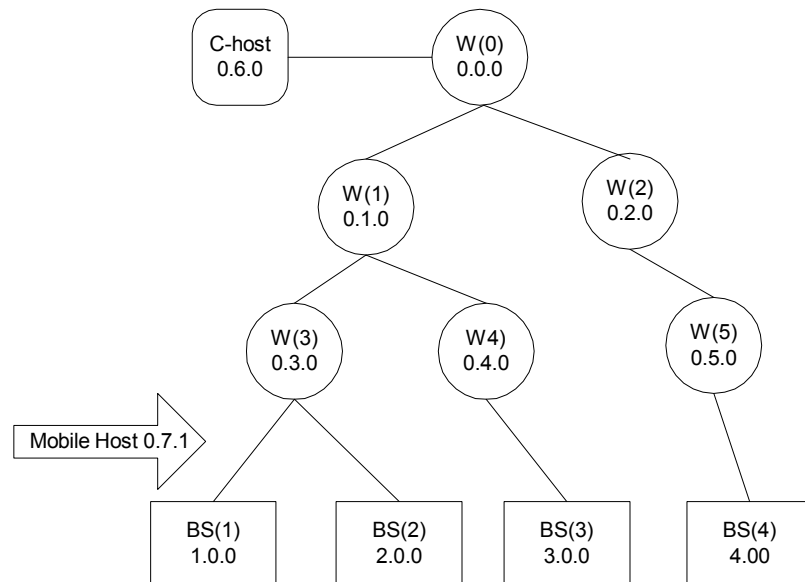 C-host
0.6.0
W(0)
0.0.0
W(1)
0.1.0
W(2)
0.2.0
W(3)
0.3.0
W4)
0.4.0
W(5)
0.5.0
Mobile Host 0.7.1
BS(1)
1.0.0
BS(2)
2.0.0
BS(3)
3.0.0
BS(4)
4.00